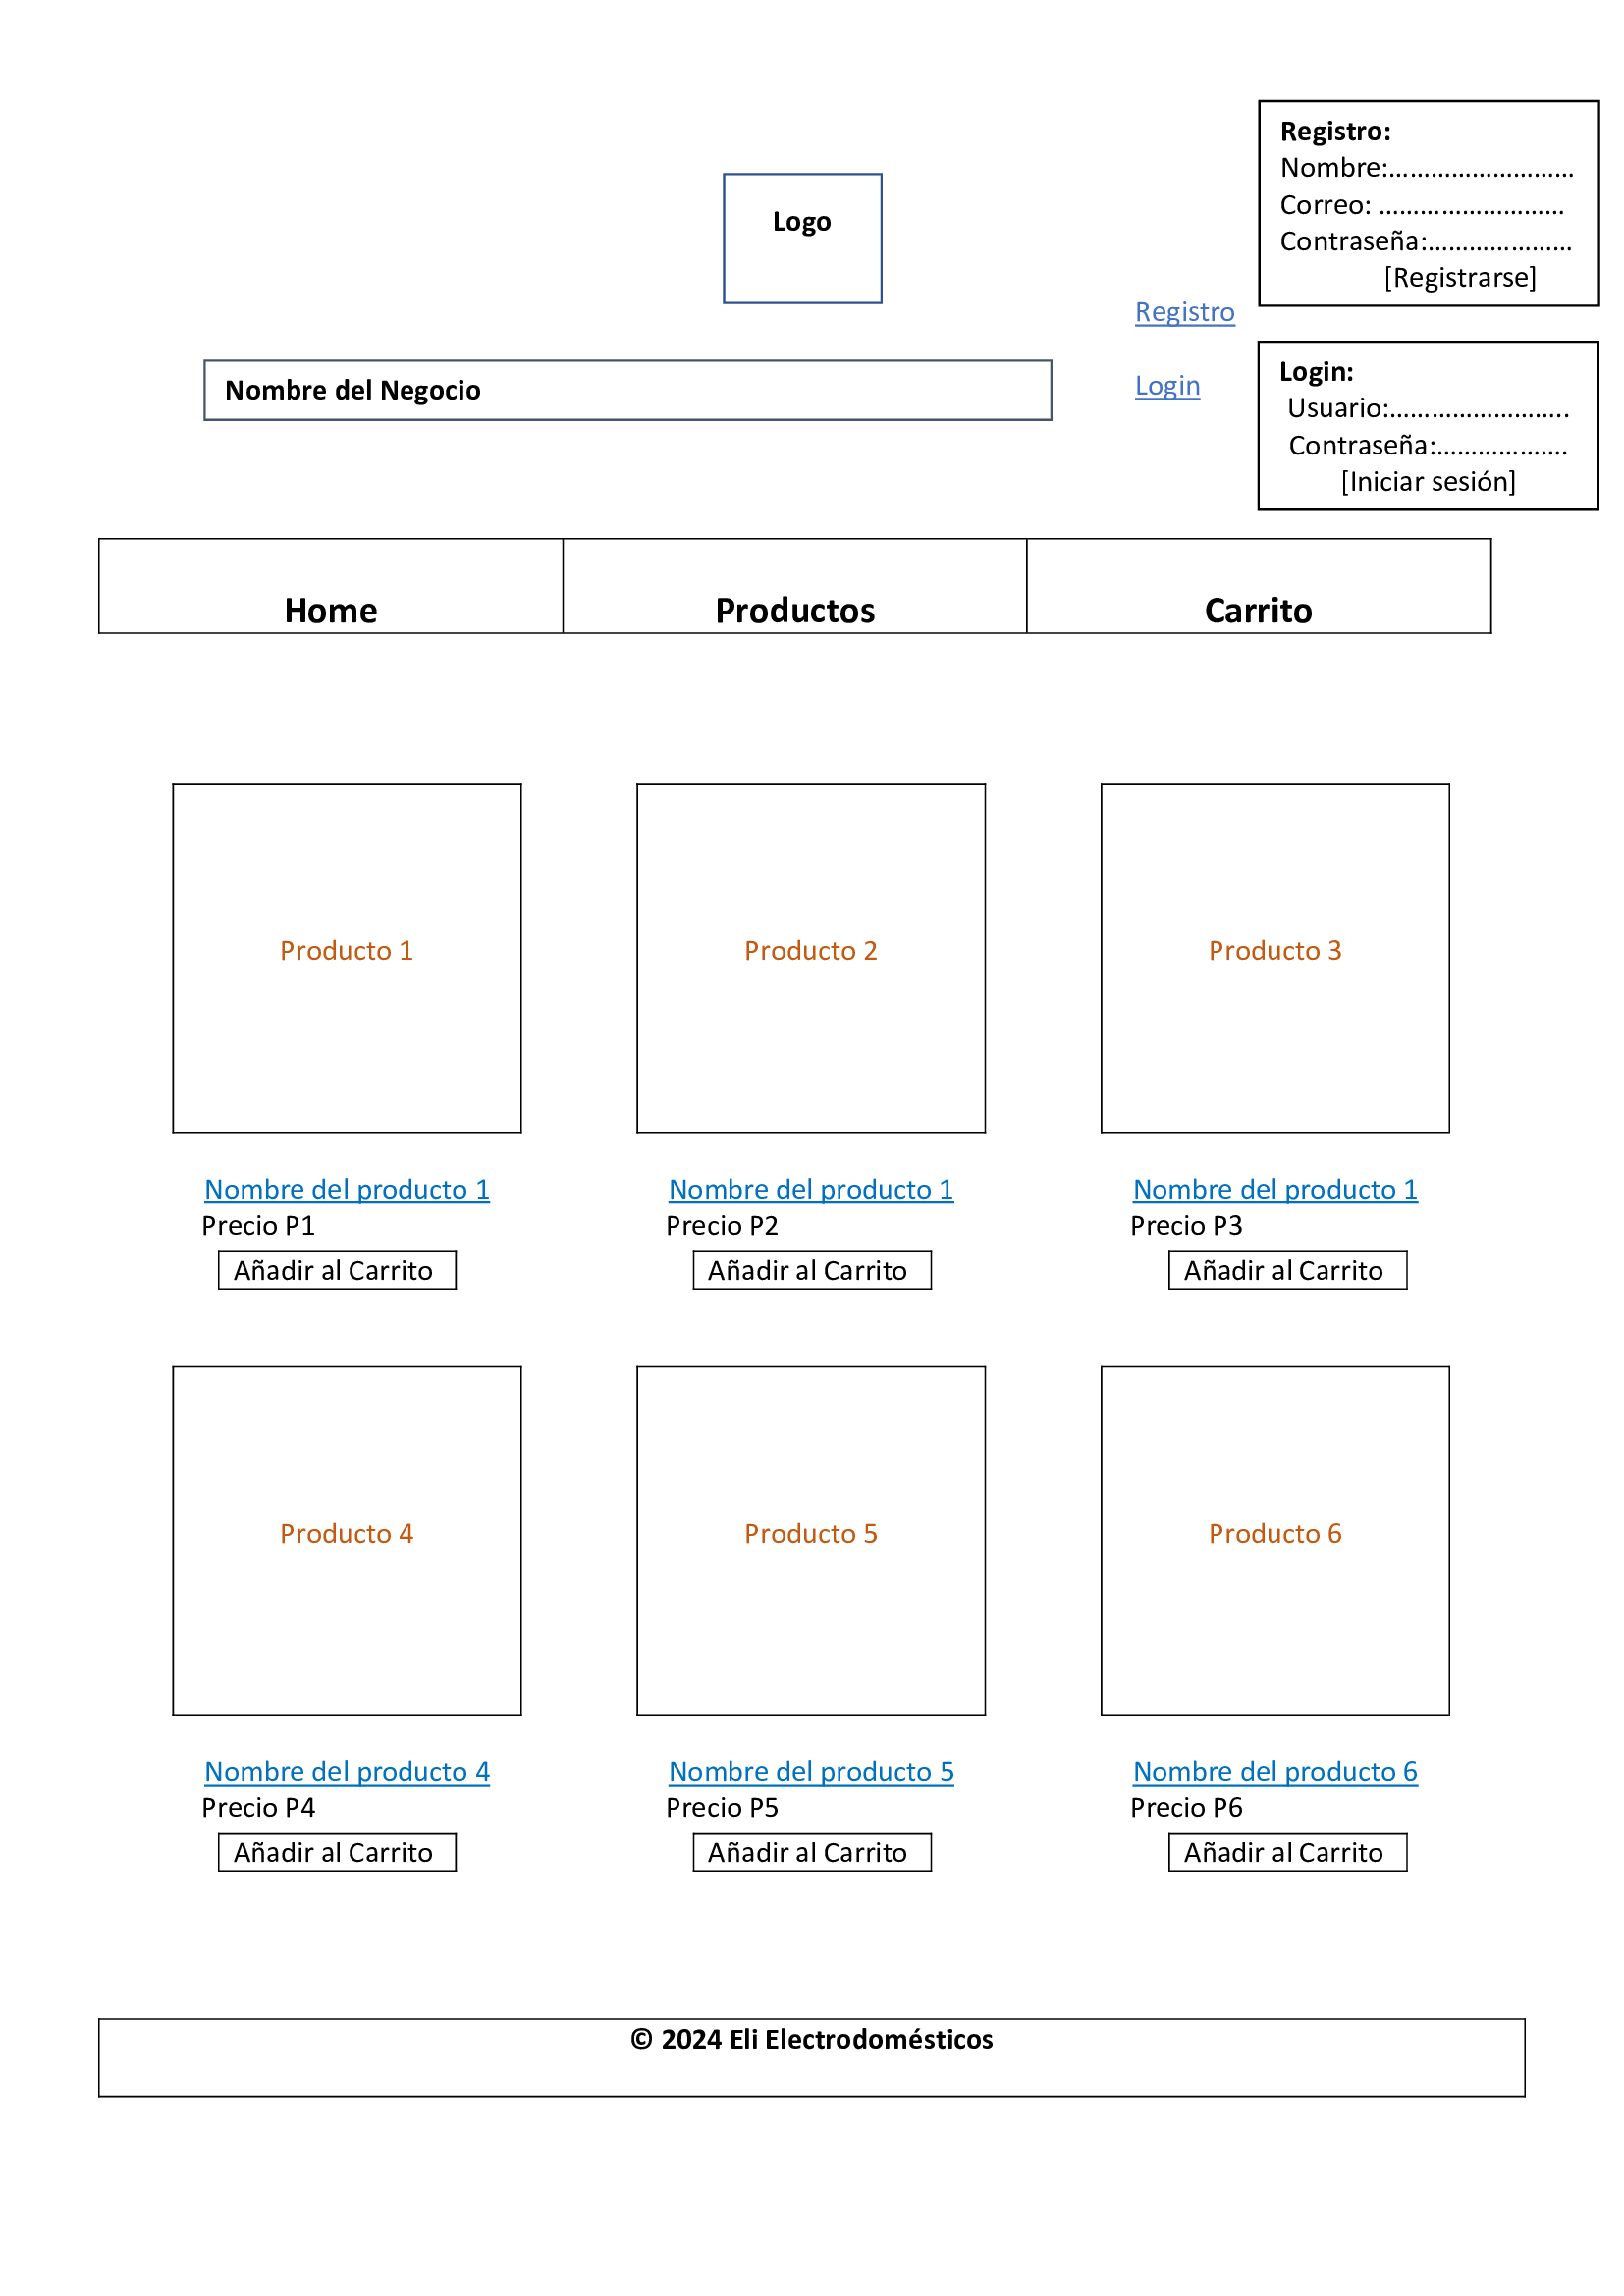 Registro:
Nombre:...........................
Correo: ...........................
Contraseña:.....................
[Registrarse]
Logo
Registro
Nombre del Negocio
Login
Login:
Usuario:..........................
Contraseña:...................
[Iniciar sesión]
Home Productos Carrito
Producto 1 Producto 2 Producto 3
Nombre del producto 1 Nombre del producto 1 Nombre del producto 1
Precio P1 Precio P2 Precio P3
Añadir al Carrito Añadir al Carrito Añadir al Carrito
Producto 4 Producto 5 Producto 6
Nombre del producto 4 Nombre del producto 5 Nombre del producto 6
Precio P4 Precio P5 Precio P6
Añadir al Carrito Añadir al Carrito Añadir al Carrito
© 2024 Eli Electrodomésticos